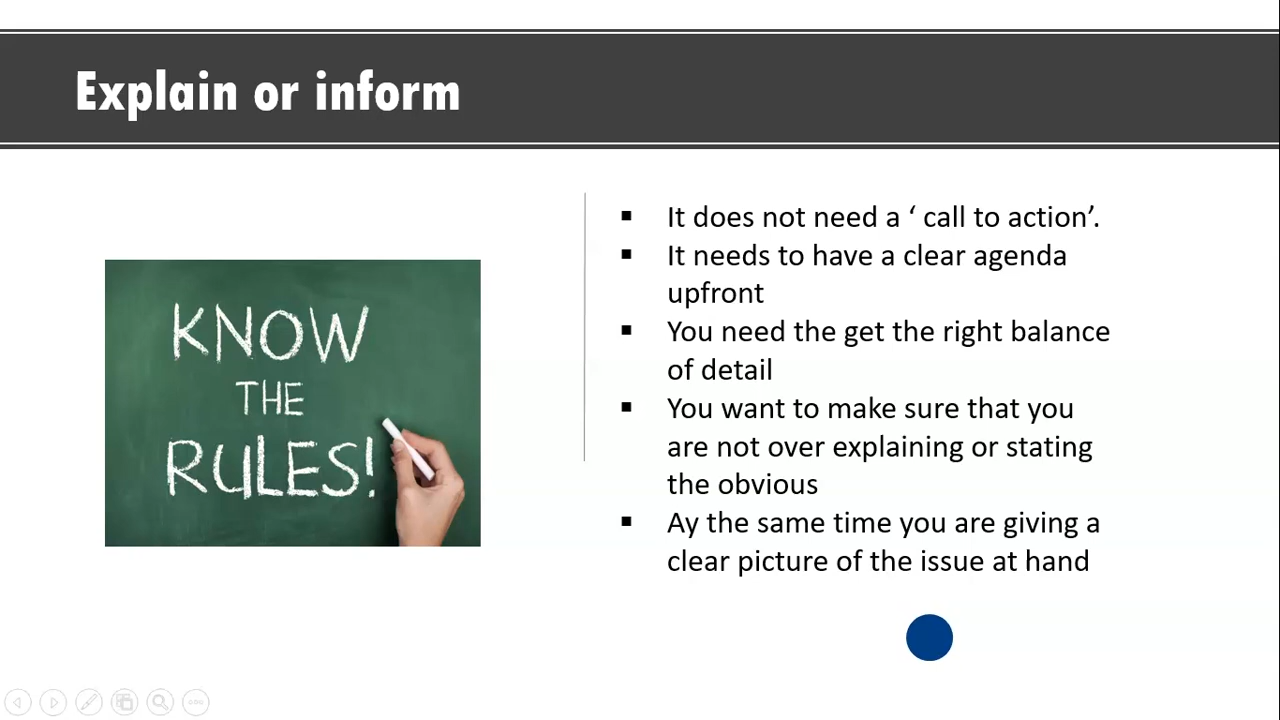 Explain or inform
KNOW
THE
RULES!
▪ It does not need a ‘ call to action’.
▪ It needs to have a clear agenda
upfront
▪ You need the get the right balance
of detail
▪ You want to make sure that you
are not over explaining or stating
the obvious
▪ Ay the same time you are giving a
clear picture of the issue at hand